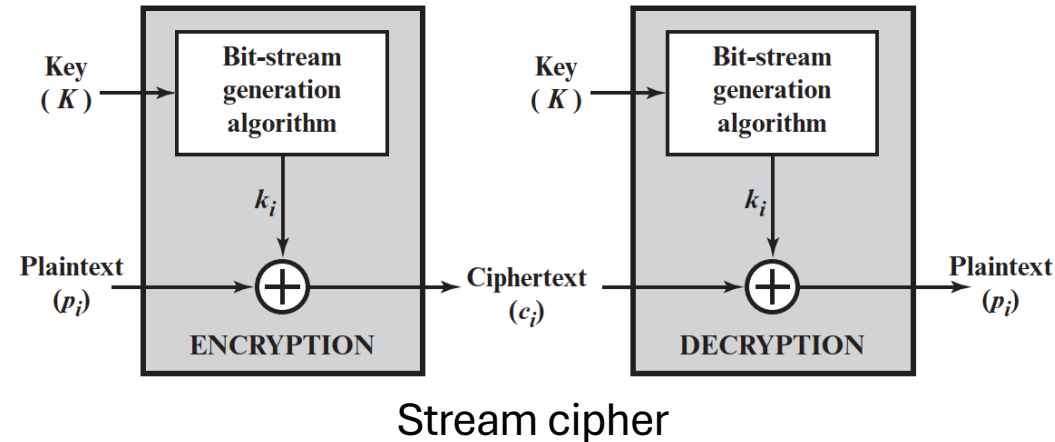 Key
( K )
Bit-stream
generation
algorithm
k_i
Plaintext
(p_i)
ENCRYPTION
Ciphertext
(c_i)
Key
( K )
Bit-stream
generation
algorithm
k_i
DECRYPTION
Plaintext
(p_i)
Stream cipher